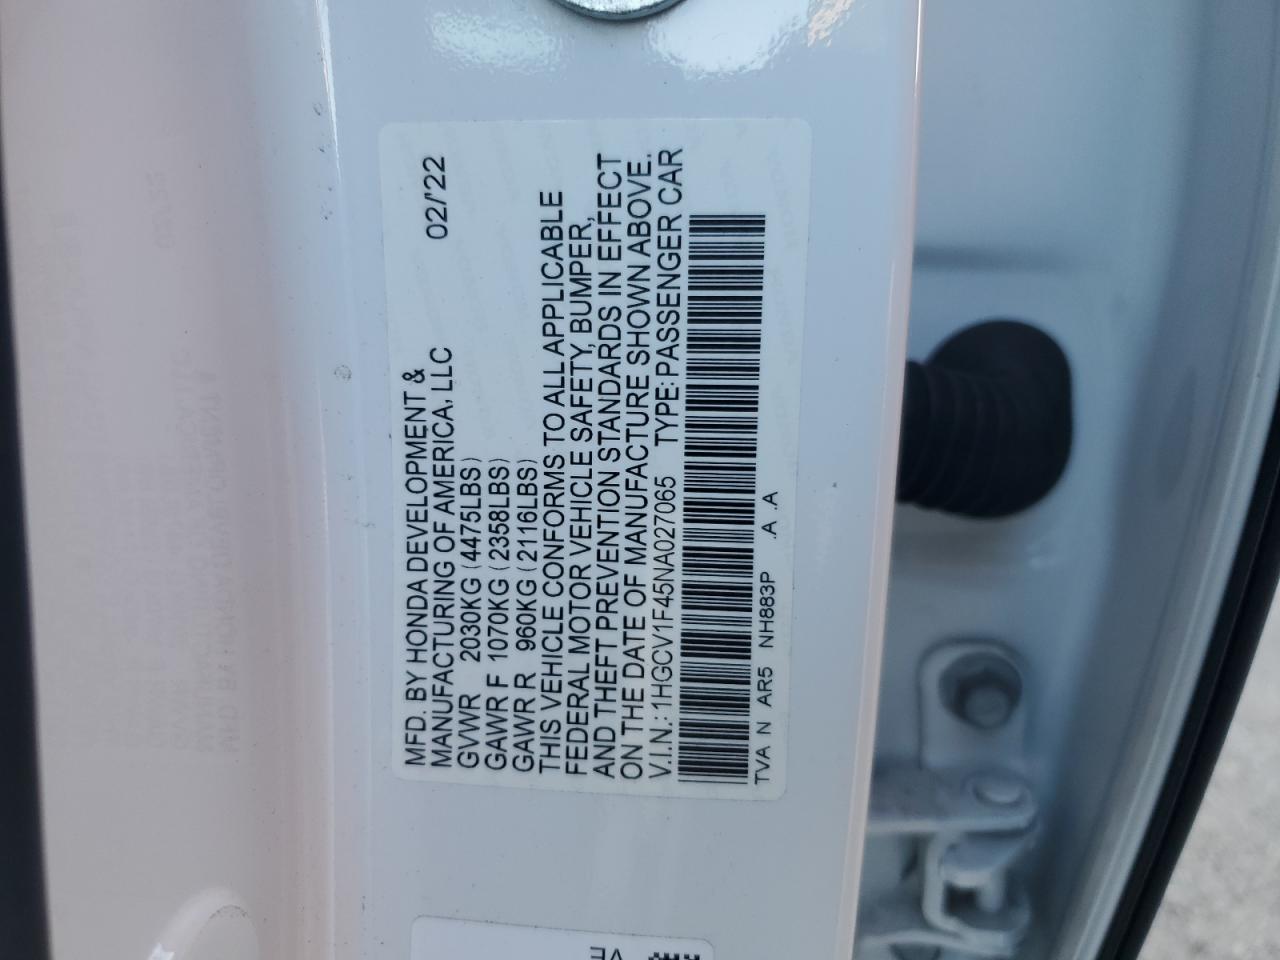 MFD. BY HONDA DEVELOPMENT & 02/'22
MANUFACTURING OF AMERICA, LLC
GVWR 2030KG (4475LBS)
GAWR F 1070KG (2358LBS)
GAWR R 960KG (2116LBS)
THIS VEHICLE CONFORMS TO ALL APPLICABLE
FEDERAL MOTOR VEHICLE SAFETY, BUMPER,
AND THEFT PREVENTION STANDARDS IN EFFECT
ON THE DATE OF MANUFACTURE SHOWN ABOVE.
V.I.N.: 1HGCV1F45NA027065 TYPE: PASSENGER CAR
TVA N AR5 NH883P .A .A